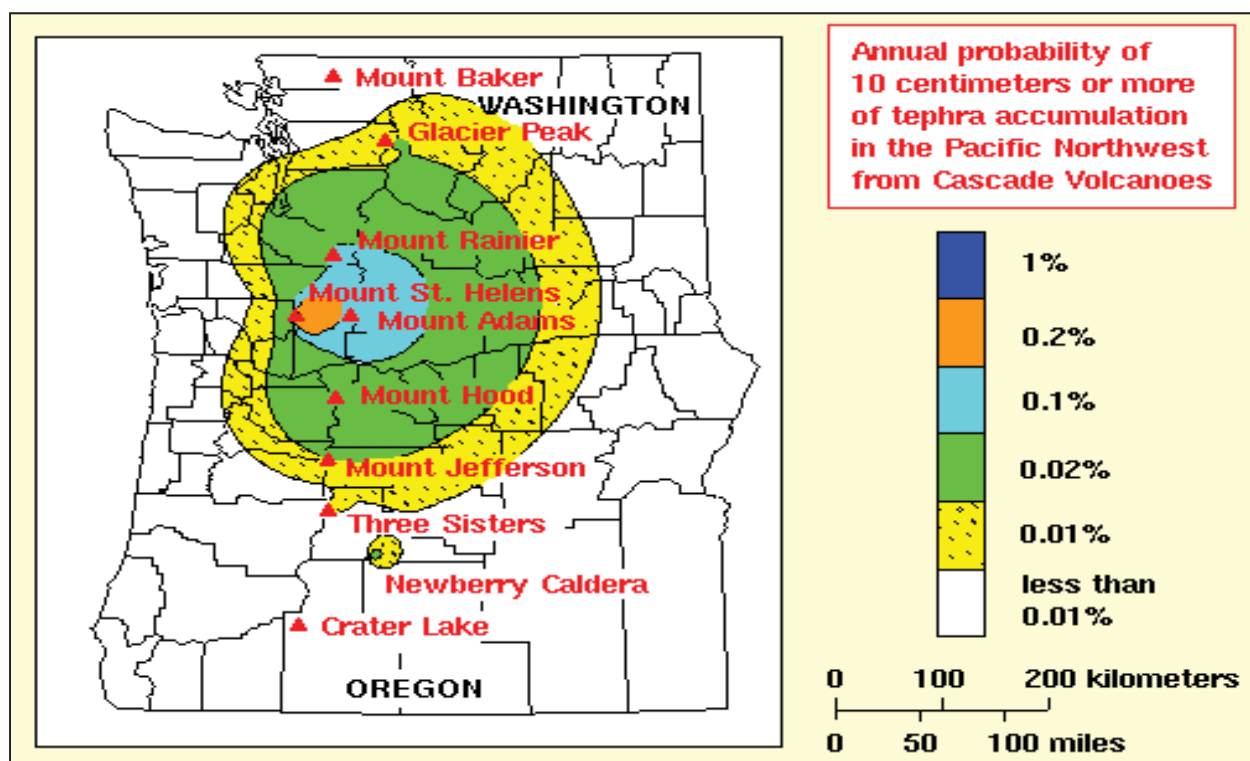 Mount Baker
WASHINGTON
Glacier Peak
Mount Rainier
Mount St. Helens
Mount Adams
Mount Hood
Mount Jefferson
Three Sisters
Newberry Caldera
Crater Lake
OREGON
Annual probability of
10 centimeters or more
of tephra accumulation
in the Pacific Northwest
from Cascade Volcanoes
1%
0.2%
0.1%
0.02%
0.01%
less than
0.01%
0 100 200 kilometers
0 50 100 miles